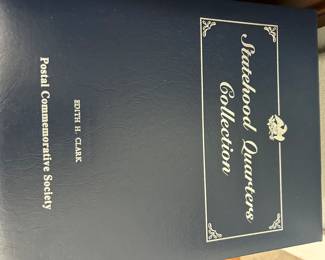 Statehood Quarters
Collection
EDITH H. CLARK
Postal Commemorative Society